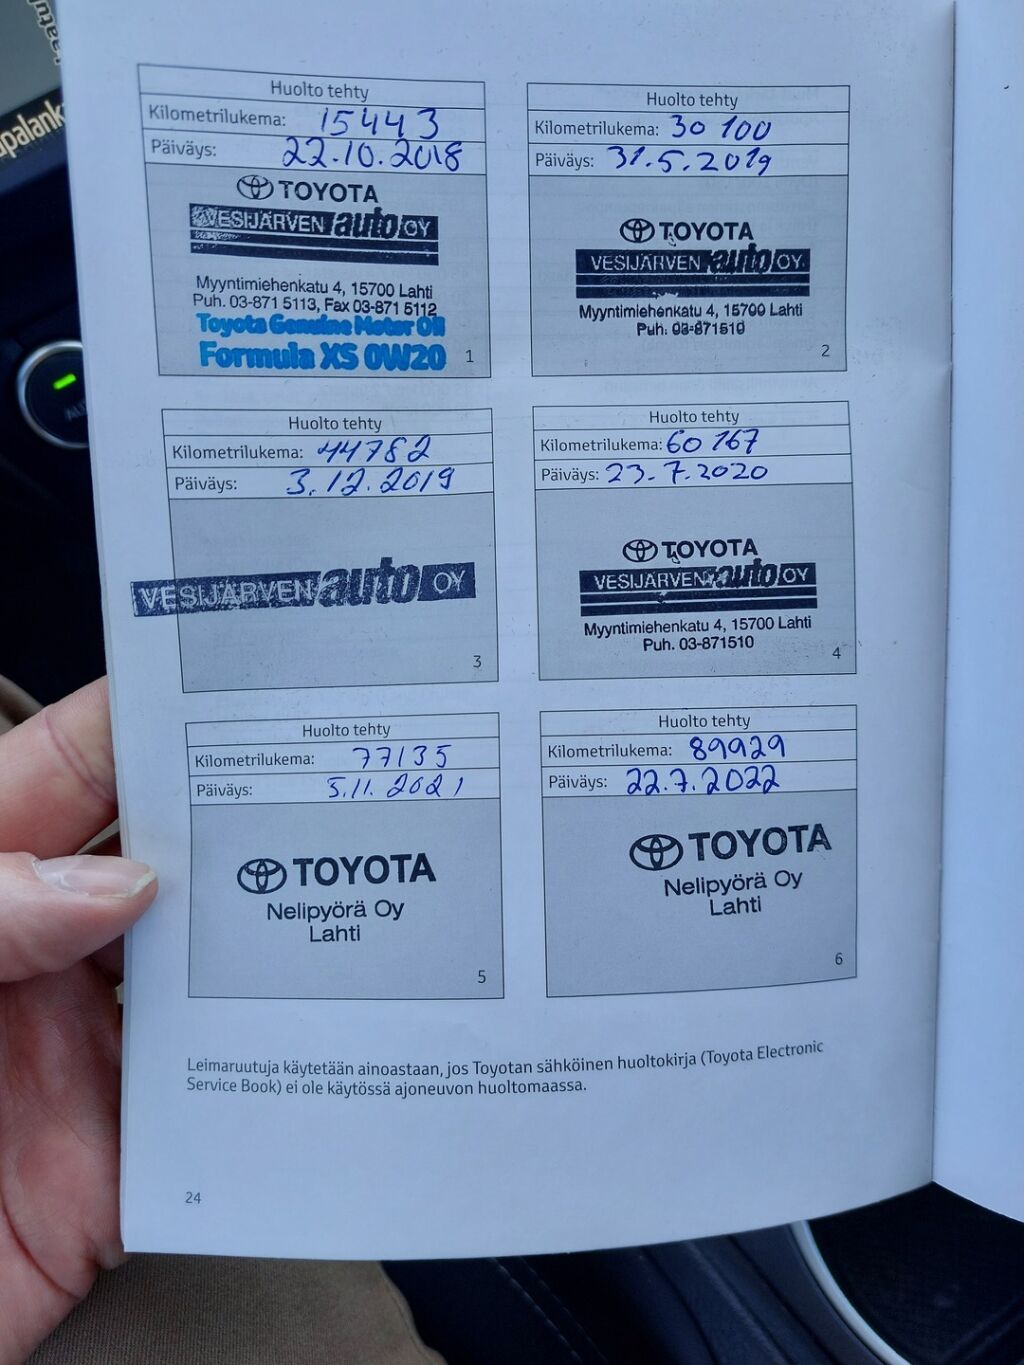 apalank
Huolto tehty
Kilometrilukema: 15443
Päiväys: 22.10.2018
TOYOTA
VESIJÄRVEN auto OY
Myyntimiehenkatu 4, 15700 Lahti
Puh. 03-871 5113, Fax 03-871 5112
Toyota Genuine Motor Oil
Formula XS 0W20
1
Huolto tehty
Kilometrilukema: 30 100
Päiväys: 31.5.2019
TOYOTA
VESIJÄRVEN auto OY
Myyntimiehenkatu 4, 15700 Lahti
Puh. 03-871510
2
Huolto tehty
Kilometrilukema: 44782
Päiväys: 3.12.2019
VESIJÄRVEN auto OY
3
Huolto tehty
Kilometrilukema: 60 167
Päiväys: 23.7.2020
TOYOTA
VESIJÄRVEN auto OY
Myyntimiehenkatu 4, 15700 Lahti
Puh. 03-871510
4
Huolto tehty
Kilometrilukema: 77135
Päiväys: 5.11.2021
TOYOTA
Nelipyörä Oy
Lahti
5
Huolto tehty
Kilometrilukema: 89929
Päiväys: 22.7.2022
TOYOTA
Nelipyörä Oy
Lahti
6
Leimaruutuja käytetään ainoastaan, jos Toyotan sähköinen huoltokirja (Toyota Electronic
Service Book) ei ole käytössä ajoneuvon huoltomaassa.
24